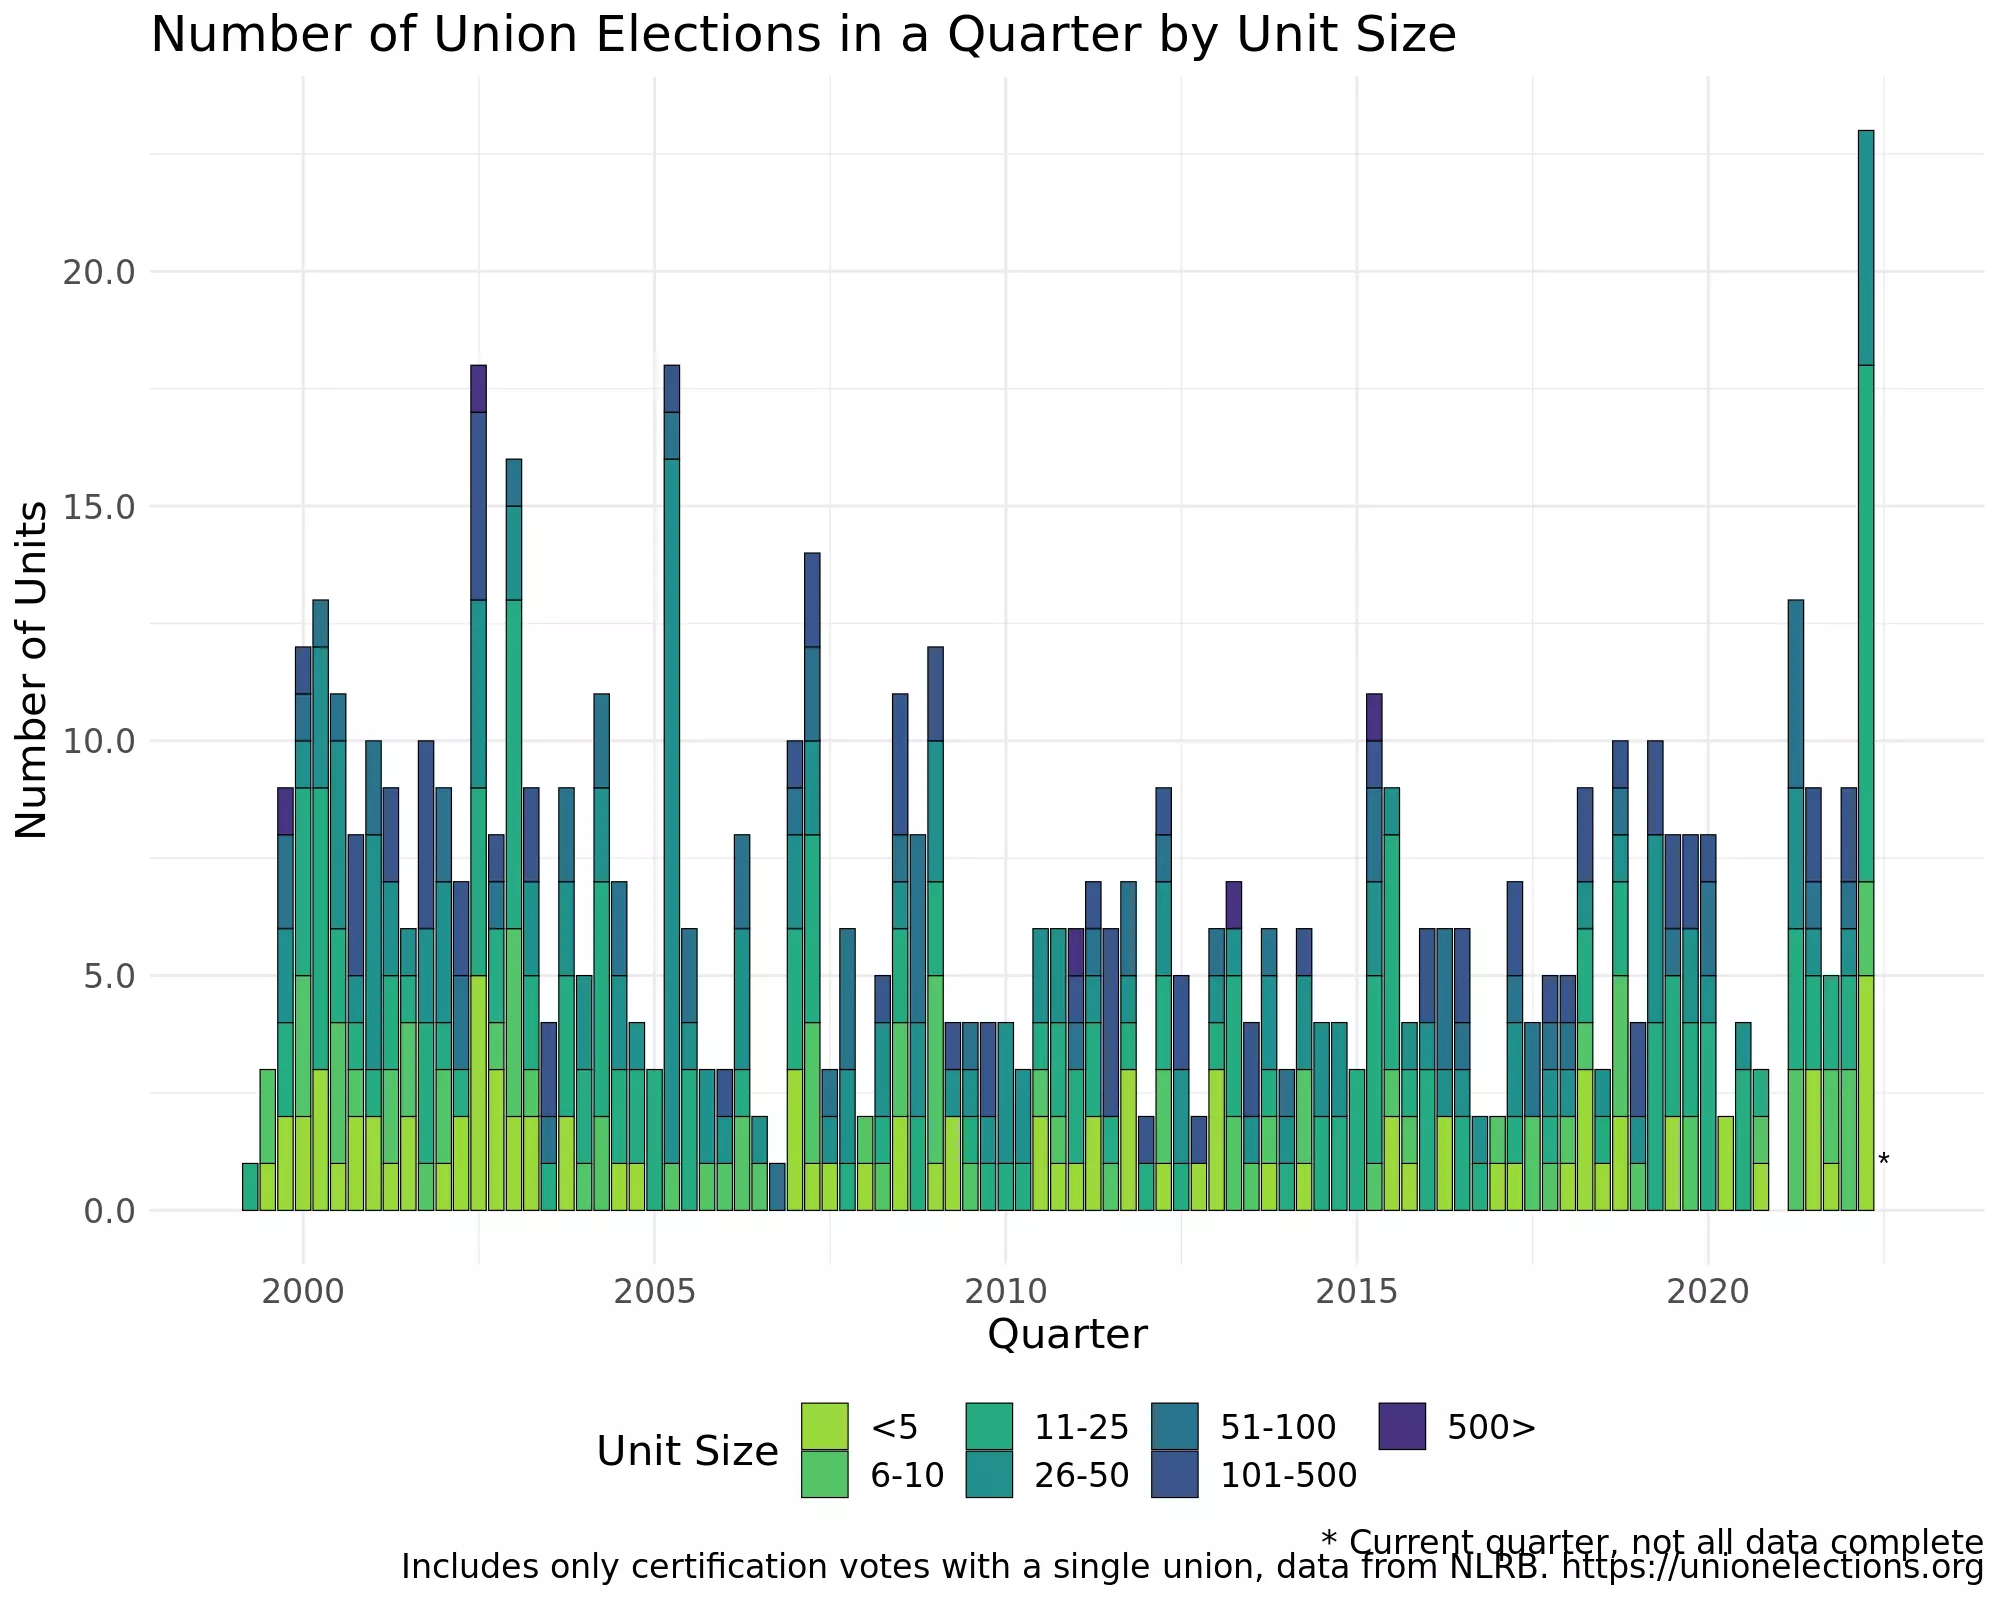 Number of Union Elections in a Quarter by Unit Size
Number of Units
20.0
15.0
10.0
5.0
0.0
*
2000 2005 2010 2015 2020
Quarter
Unit Size
<5 11-25 51-100 500>
6-10 26-50 101-500
* Current quarter, not all data complete
Includes only certification votes with a single union, data from NLRB. https://unionelections.org